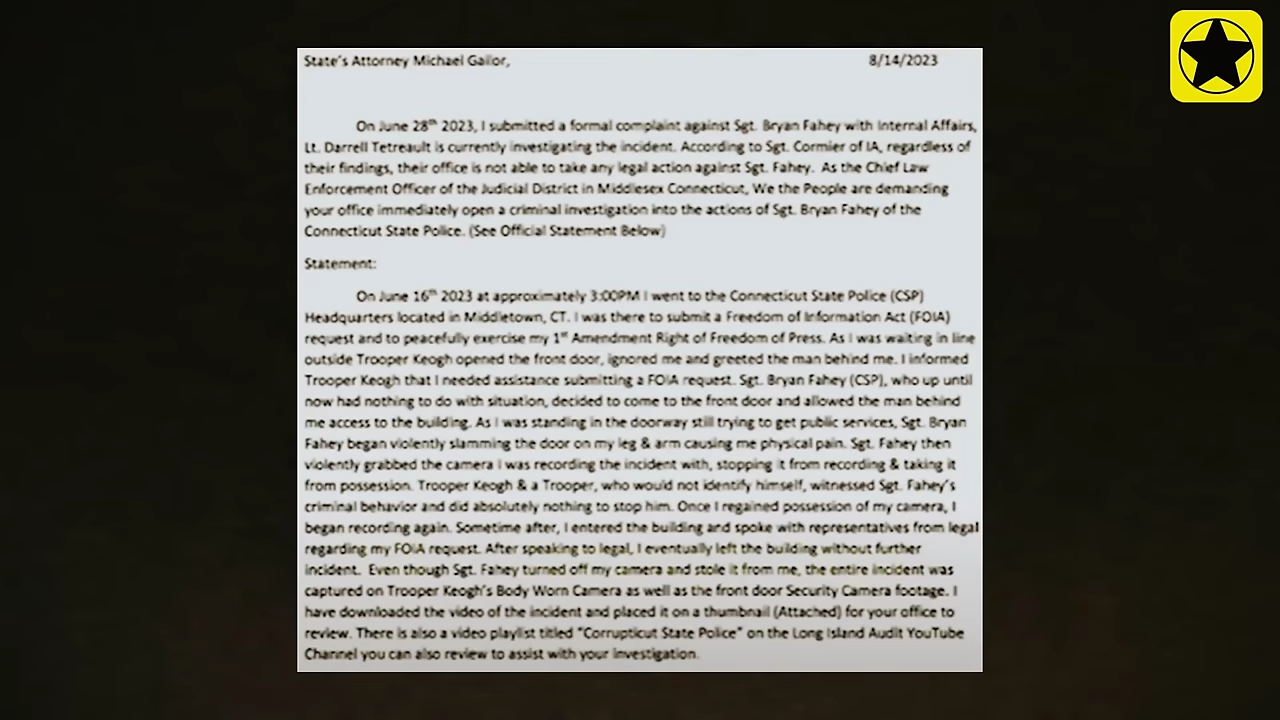 State's Attorney Michael Gailor, 8/14/2023
On June 28th 2023, I submitted a formal complaint against Sgt. Bryan Fahey with Internal Affairs,
Lt. Darrell Tetreault is currently investigating the incident. According to Sgt. Cormier of IA, regardless of
their findings, their office is not able to take any legal action against Sgt. Fahey. As the Chief Law
Enforcement Officer of the Judicial District in Middlesex Connecticut, We the People are demanding
your office immediately open a criminal investigation into the actions of Sgt. Bryan Fahey of the
Connecticut State Police. (See Official Statement Below)
Statement:
On June 16th 2023 at approximately 3:00PM I went to the Connecticut State Police (CSP)
Headquarters located in Middletown, CT. I was there to submit a Freedom of Information Act (FOIA)
request and to peacefully exercise my 1st Amendment Right of Freedom of Press. As I was waiting in line
outside Trooper Keogh opened the front door, ignored me and greeted the man behind me. I informed
Trooper Keogh that I needed assistance submitting a FOIA request. Sgt. Bryan Fahey (CSP), who up until
now had nothing to do with situation, decided to come to the front door and allowed the man behind
me access to the building. As I was standing in the doorway still trying to get public services, Sgt. Bryan
Fahey began violently slamming the door on my leg & arm causing me physical pain. Sgt. Fahey then
violently grabbed the camera I was recording the incident with, stopping it from recording & taking it
from possession. Trooper Keogh & a Trooper, who would not identify himself, witnessed Sgt. Fahey's
criminal behavior and did absolutely nothing to stop him. Once I regained possession of my camera, I
began recording again. Sometime after, I entered the building and spoke with representatives from legal
regarding my FOIA request. After speaking to legal, I eventually left the building without further
incident. Even though Sgt. Fahey turned off my camera and stole it from me, the entire incident was
captured on Trooper Keogh's Body Worn Camera as well as the front door Security Camera footage. I
have downloaded the video of the incident and placed it on a thumbnail (Attached) for your office to
review. There is also a video playlist titled "Corrupticut State Police" on the Long Island Audit YouTube
Channel you can also review to assist with your investigation.